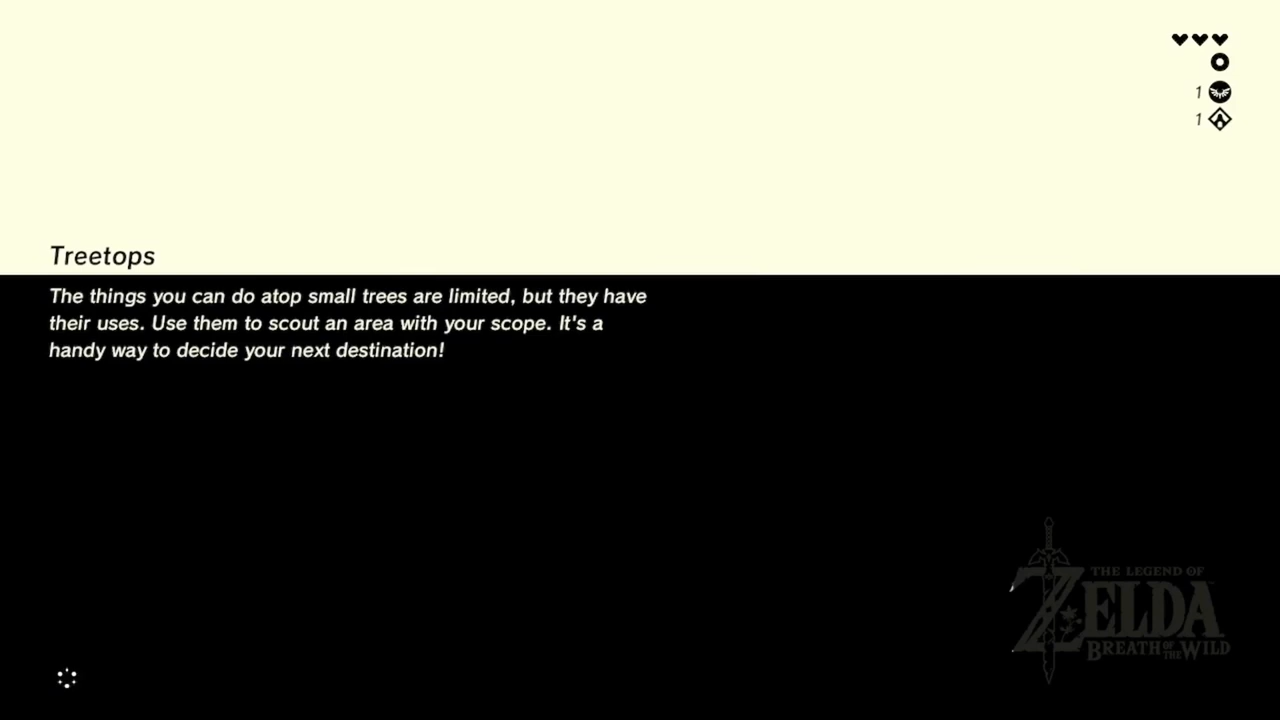 1
1
Treetops
The things you can do atop small trees are limited, but they have
their uses. Use them to scout an area with your scope. It's a
handy way to decide your next destination!
THE LEGEND OF
ZELDA
BREATH OF THE WILD